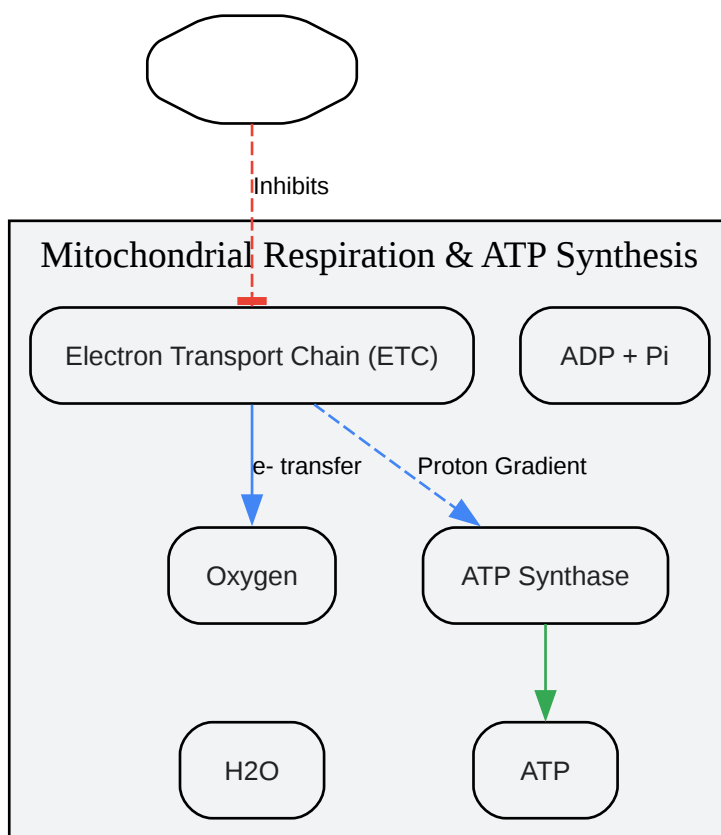 Inhibits
Mitochondrial Respiration & ATP Synthesis
Electron Transport Chain (ETC)
ADP + Pi
e- transfer
Proton Gradient
Oxygen
ATP Synthase
H2O
ATP